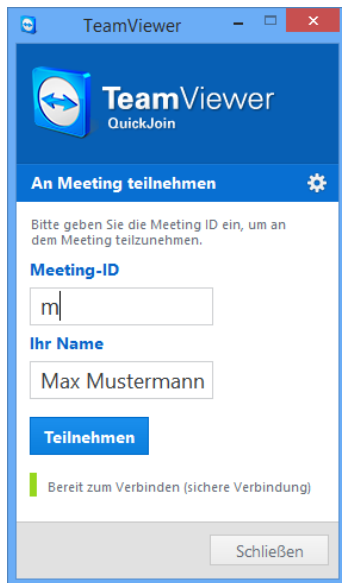 TeamViewer
TeamViewer
QuickJoin
An Meeting teilnehmen
Bitte geben Sie die Meeting ID ein, um an
dem Meeting teilzunehmen.
Meeting-ID
m
Ihr Name
Max Mustermann
Teilnehmen
Bereit zum Verbinden (sichere Verbindung)
Schließen